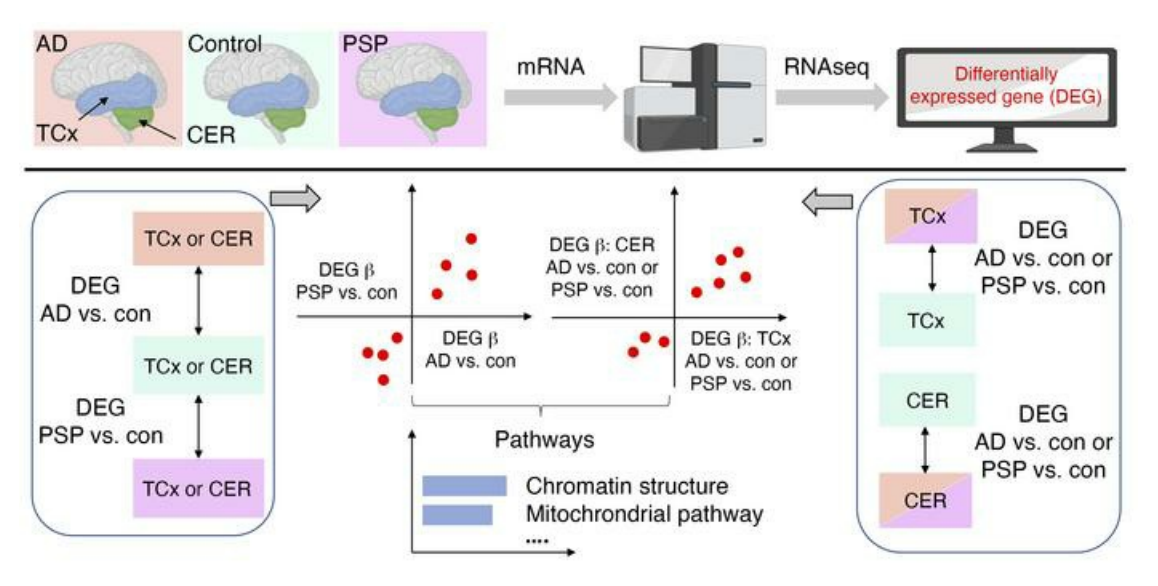 AD
Control
PSP
TCx
CER
mRNA
RNAseq
Differentially
expressed gene (DEG)
TCx or CER
DEG
AD vs. con
TCx or CER
DEG
PSP vs. con
TCx or CER
DEG β
PSP vs. con
DEG β
AD vs. con
DEG β: CER
AD vs. con or
PSP vs. con
DEG β: TCx
AD vs. con or
PSP vs. con
Pathways
Chromatin structure
Mitochrondrial pathway
....
TCx
DEG
AD vs. con or
PSP vs. con
TCx
CER
DEG
AD vs. con or
PSP vs. con
CER